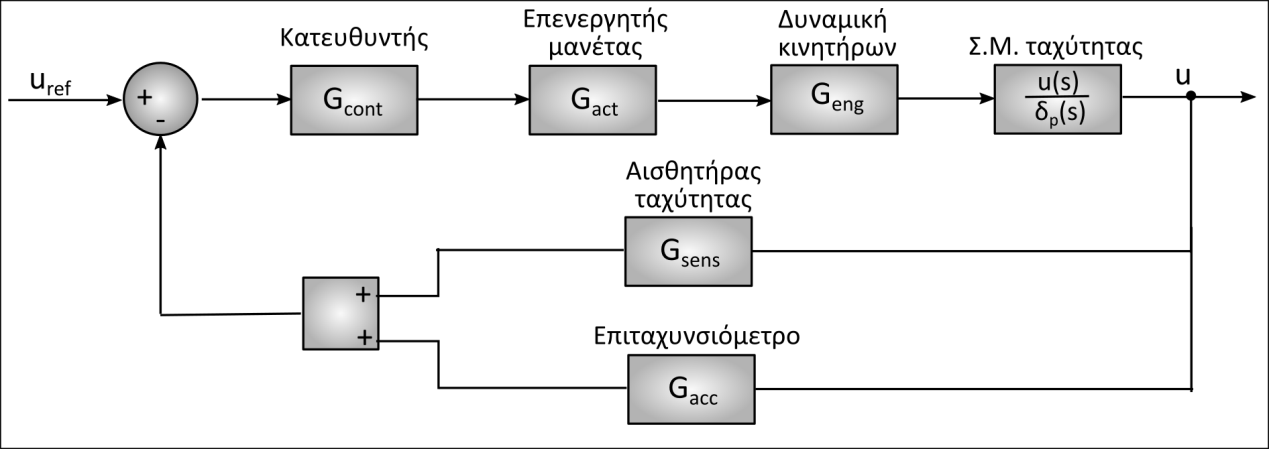 Κατευθυντής
Επενεργητής
μανέτας
Δυναμική
κινητήρων
Σ.Μ. ταχύτητας
u_ref
+
-
G_cont
G_act
G_eng
u(s)
δ_p(s)
u
Αισθητήρας
ταχύτητας
G_sens
+
+
Επιταχυνσιόμετρο
G_acc